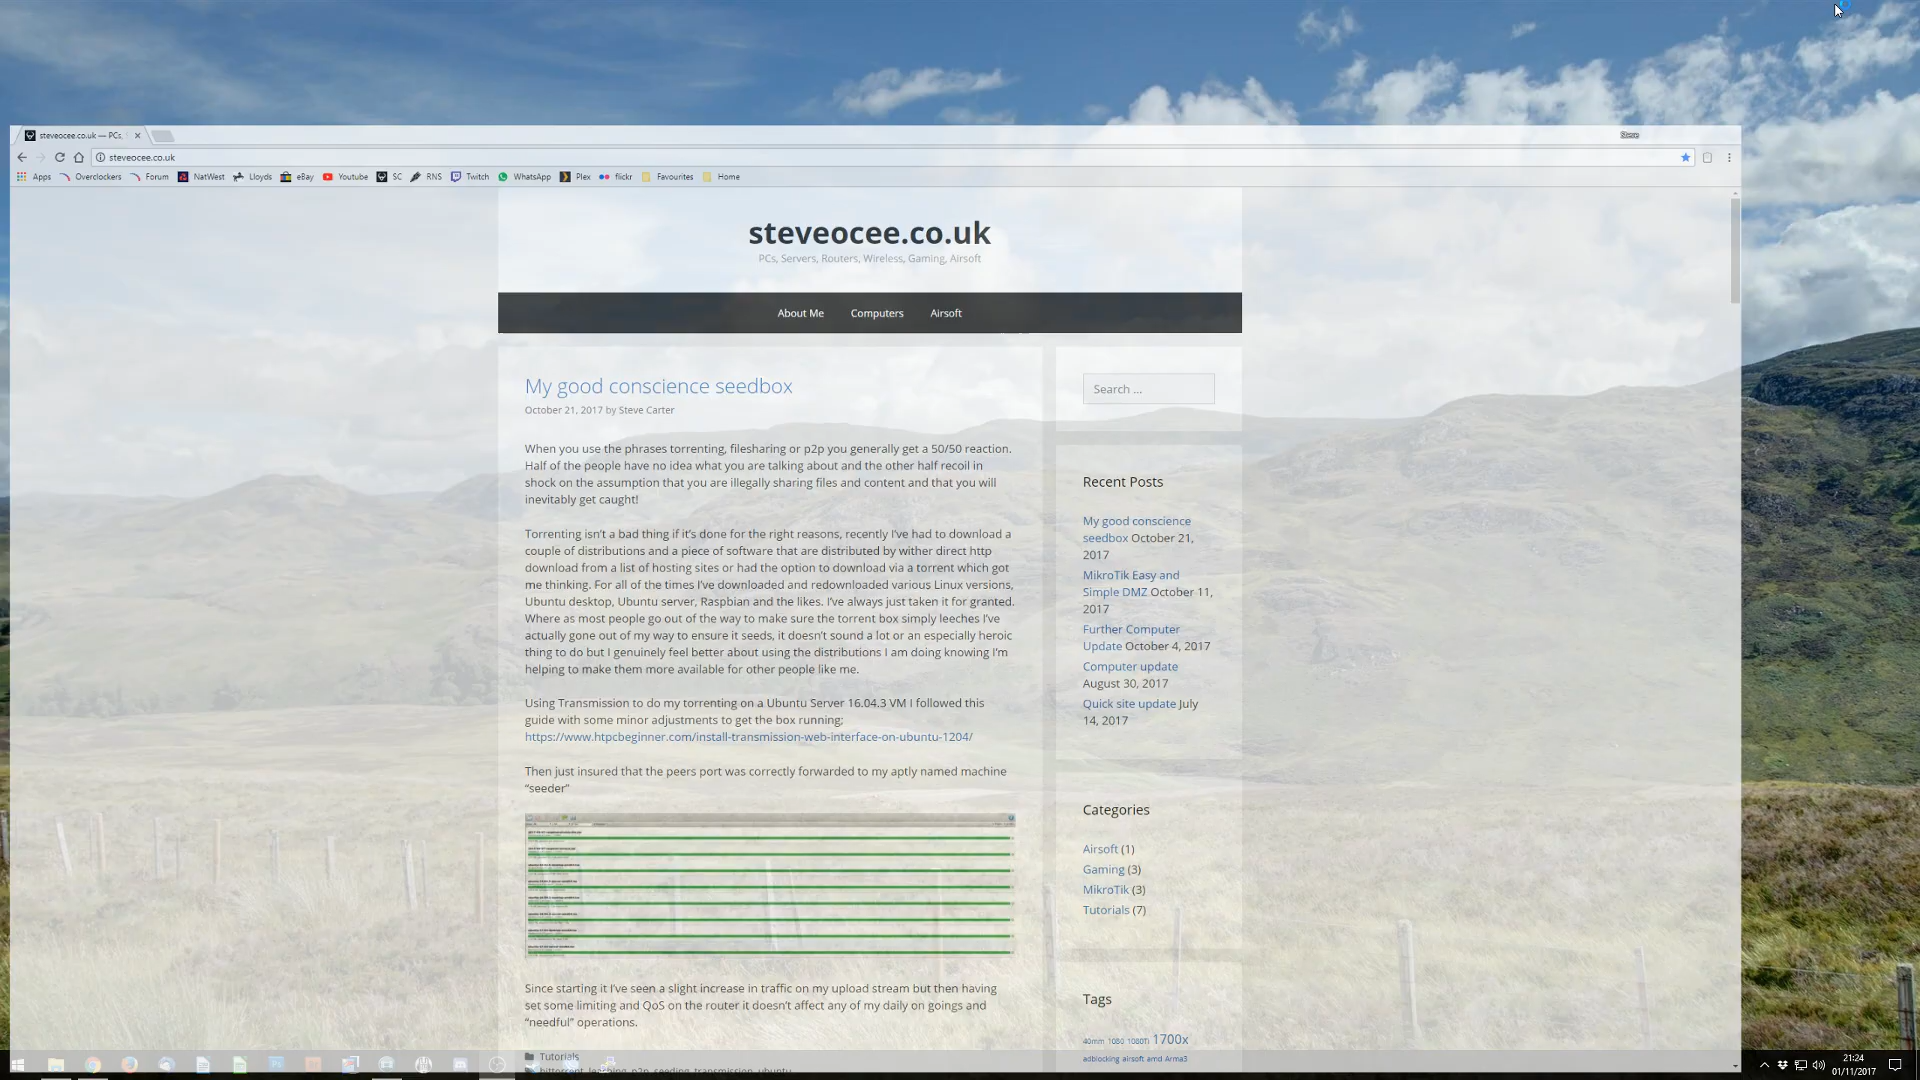 steveocee.co.uk — PCs,
Steve
steveocee.co.uk
Apps Overclockers Forum NatWest Lloyds eBay Youtube SC RNS Twitch WhatsApp Plex flickr Favourites Home
steveocee.co.uk
PCs, Servers, Routers, Wireless, Gaming, Airsoft
About Me Computers Airsoft
My good conscience seedbox
October 21, 2017 by Steve Carter
When you use the phrases torrenting, filesharing or p2p you generally get a 50/50 reaction.
Half of the people have no idea what you are talking about and the other half recoil in
shock on the assumption that you are illegally sharing files and content and that you will
inevitably get caught!
Torrenting isn't a bad thing if it's done for the right reasons, recently I've had to download a
couple of distributions and a piece of software that are distributed by wither direct http
download from a list of hosting sites or had the option to download via a torrent which got
me thinking. For all of the times I've downloaded and redownloaded various Linux versions,
Ubuntu desktop, Ubuntu server, Raspbian and the likes. I've always just taken it for granted.
Where as most people go out of the way to make sure the torrent box simply leeches I've
actually gone out of my way to ensure it seeds, it doesn't sound a lot or an especially heroic
thing to do but I genuinely feel better about using the distributions I am doing knowing I'm
helping to make them more available for other people like me.
Using Transmission to do my torrenting on a Ubuntu Server 16.04.3 VM I followed this
guide with some minor adjustments to get the box running;
https://www.htpcbeginner.com/install-transmission-web-interface-on-ubuntu-1204/
Then just insured that the peers port was correctly forwarded to my aptly named machine
“seeder”
Since starting it I've seen a slight increase in traffic on my upload stream but then having
set some limiting and QoS on the router it doesn't affect any of my daily on goings and
“needful” operations.
Tutorials
bittorrent, leeching, p2p, seeding, transmission, ubuntu
Search ...
Recent Posts
My good conscience
seedbox October 21,
2017
MikroTik Easy and
Simple DMZ October 11,
2017
Further Computer
Update October 4, 2017
Computer update
August 30, 2017
Quick site update July
14, 2017
Categories
Airsoft (1)
Gaming (3)
MikroTik (3)
Tutorials (7)
Tags
40mm 1080 1080Ti 1700x
adblocking airsoft amd Arma3
21:24
01/11/2017